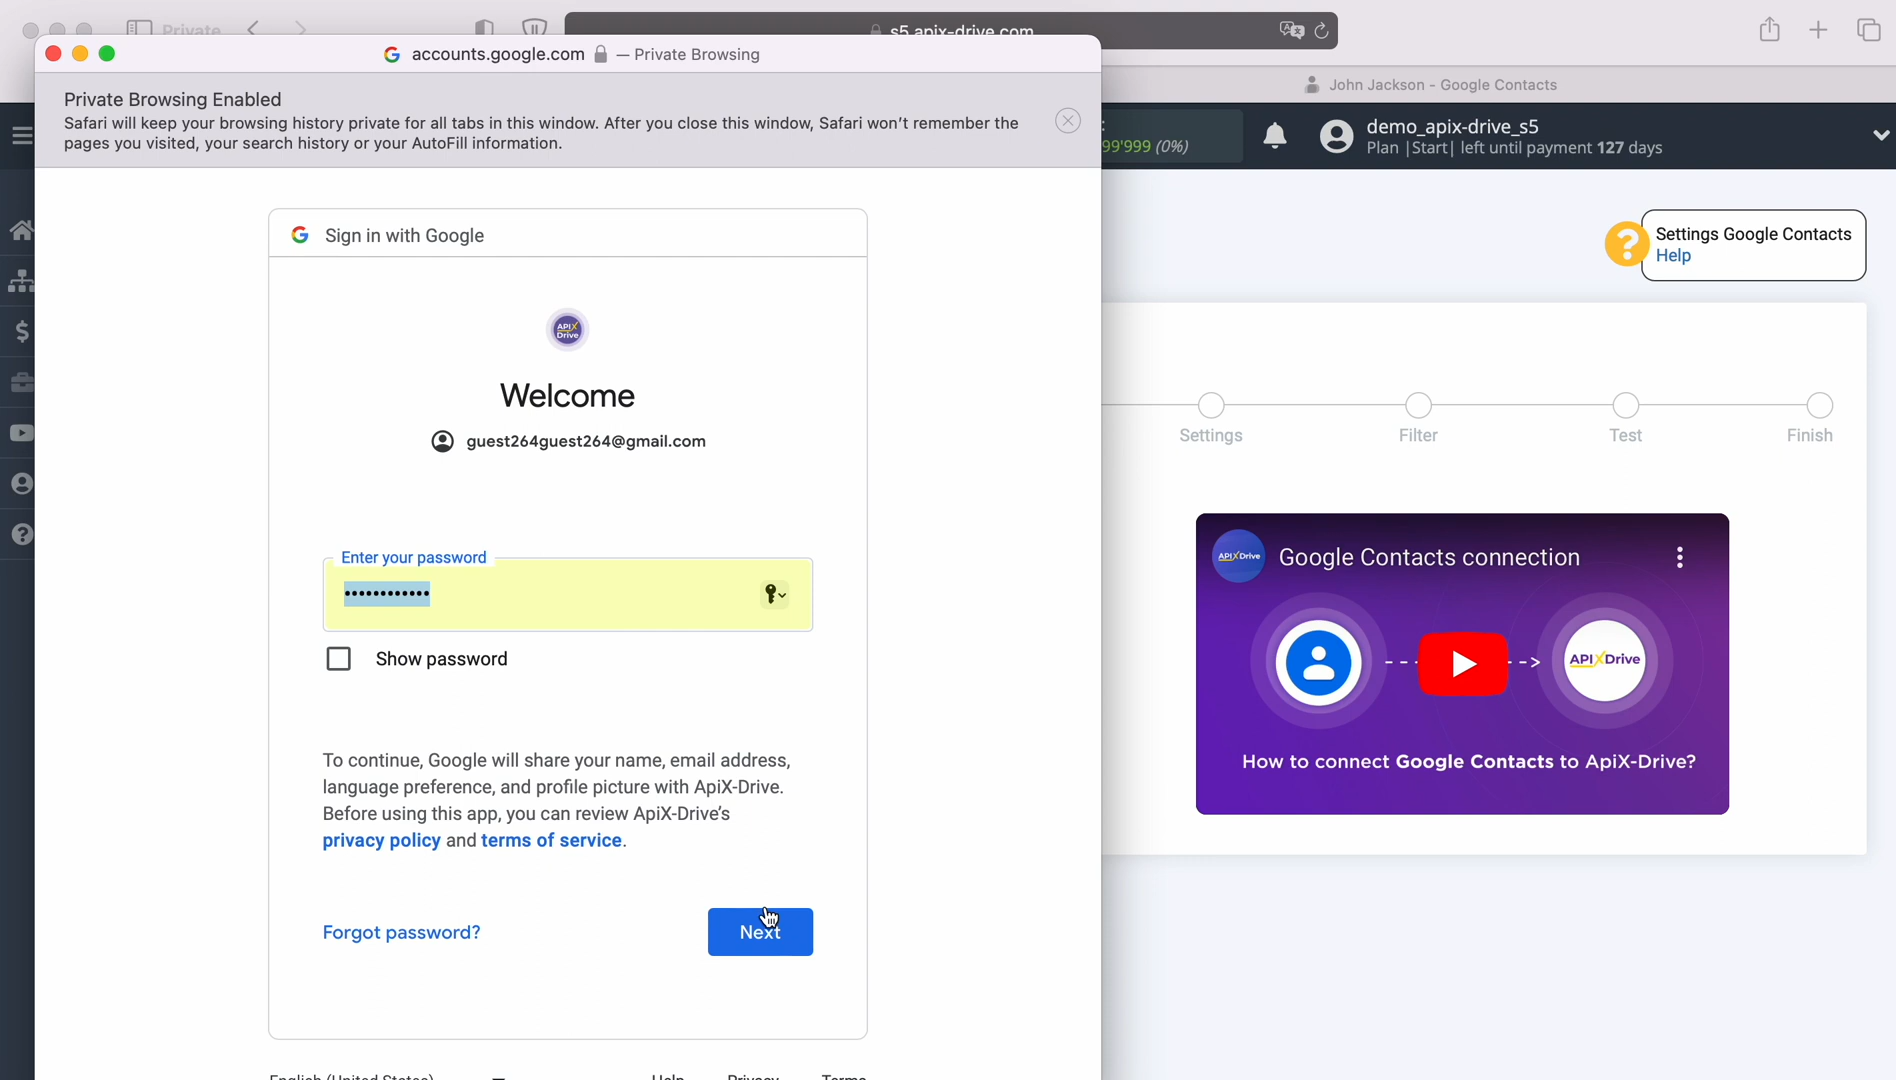 Private
s5.apix-drive.com
accounts.google.com — Private Browsing
Private Browsing Enabled
Safari will keep your browsing history private for all tabs in this window. After you close this window, Safari won't remember the
pages you visited, your search history or your AutoFill information.
John Jackson - Google Contacts
99'999 (0%)
demo_apix-drive_s5
Plan |Start| left until payment 127 days
Settings Google Contacts
Help
Sign in with Google
APIX
Drive
Welcome
guest264guest264@gmail.com
Enter your password
••••••••••••
Show password
To continue, Google will share your name, email address,
language preference, and profile picture with ApiX-Drive.
Before using this app, you can review ApiX-Drive's
privacy policy and terms of service.
Forgot password?
Next
English (United States)
Help
Privacy
Terms
Settings
Filter
Test
Finish
APIXDrive
Google Contacts connection
APIXDrive
How to connect Google Contacts to ApiX-Drive?